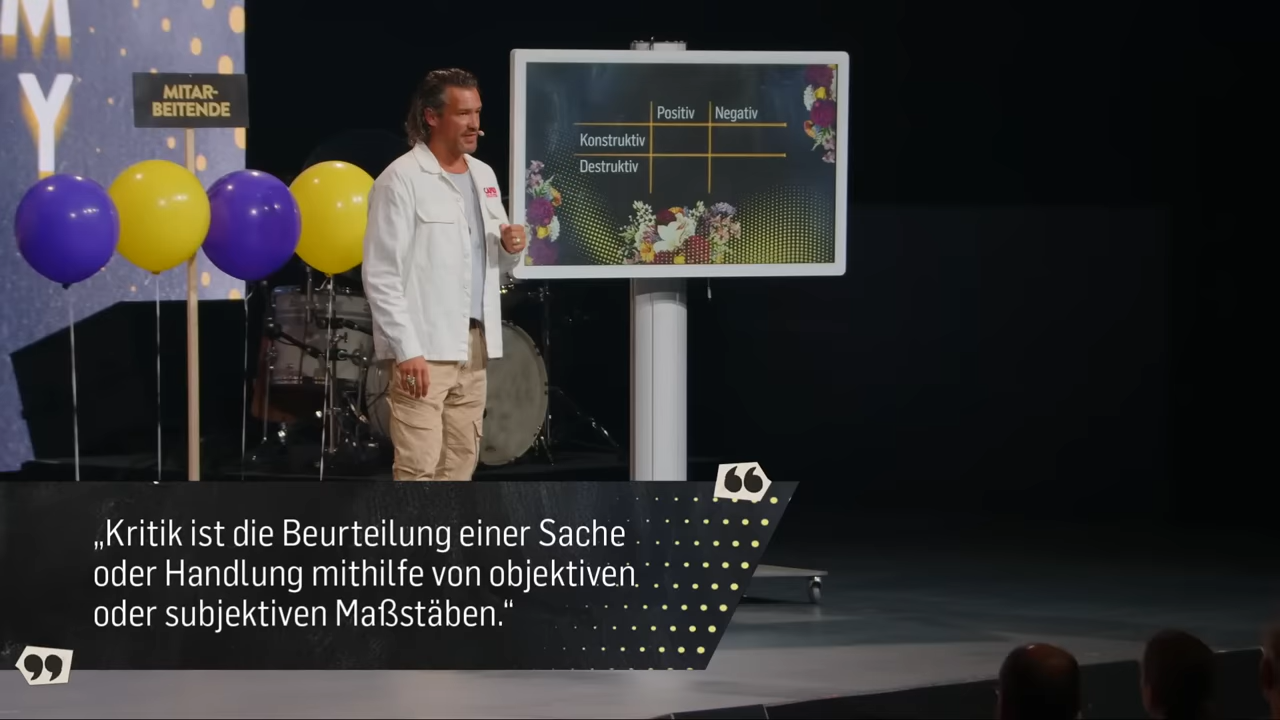 M
Y
MITAR-
BEITENDE
Positiv Negativ
Konstruktiv
Destruktiv
„Kritik ist die Beurteilung einer Sache
oder Handlung mithilfe von objektiven
oder subjektiven Maßstäben.“